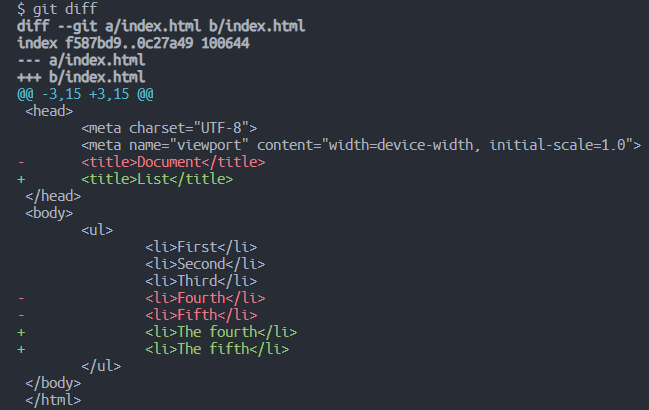 $ git diff
diff --git a/index.html b/index.html
index f587bd9..0c27a49 100644
--- a/index.html
+++ b/index.html
@@ -3,15 +3,15 @@
 <head>
        <meta charset="UTF-8">
        <meta name="viewport" content="width=device-width, initial-scale=1.0">
-       <title>Document</title>
+       <title>List</title>
 </head>
 <body>
        <ul>
                <li>First</li>
                <li>Second</li>
                <li>Third</li>
-               <li>Fourth</li>
-               <li>Fifth</li>
+               <li>The fourth</li>
+               <li>The fifth</li>
        </ul>
 </body>
 </html>